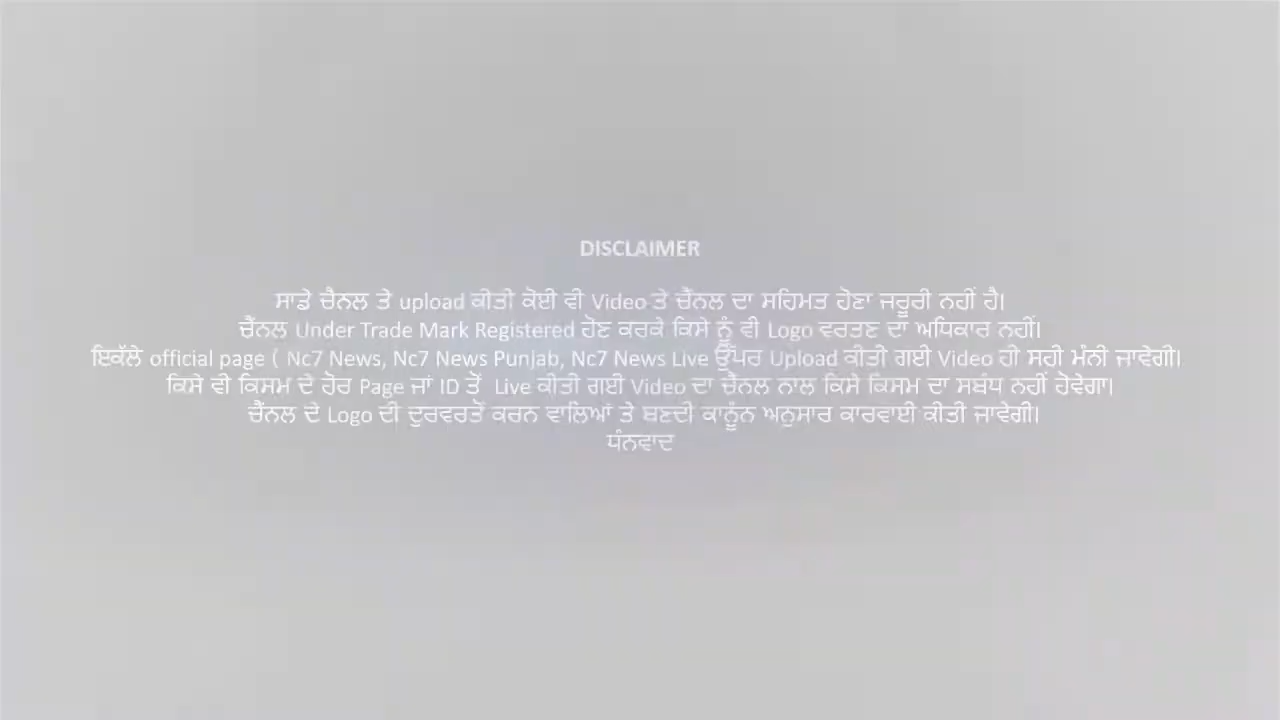 DISCLAIMER
ਸਾਡੇ ਚੈਨਲ ਤੇ upload ਕੀਤੀ ਕੋਈ ਵੀ Video ਤੇ ਚੈੱਨਲ ਦਾ ਸਹਿਮਤ ਹੋਣਾ ਜਰੂਰੀ ਨਹੀਂ ਹੈ।
ਚੈੱਨਲ Under Trade Mark Registered ਹੋਣ ਕਰਕੇ ਕਿਸੇ ਨੂੰ ਵੀ Logo ਵਰਤਣ ਦਾ ਅਧਿਕਾਰ ਨਹੀਂ।
ਇਕੱਲੇ official page ( Nc7 News, Nc7 News Punjab, Nc7 News Live ਉੱਪਰ Upload ਕੀਤੀ ਗਈ Video ਹੀ ਸਹੀ ਮੰਨੀ ਜਾਵੇਗੀ।
ਕਿਸੇ ਵੀ ਕਿਸਮ ਦੇ ਹੋਰ Page ਜਾਂ ID ਤੋਂ Live ਕੀਤੀ ਗਈ Video ਦਾ ਚੈੱਨਲ ਨਾਲ ਕਿਸੇ ਕਿਸਮ ਦਾ ਸਬੰਧ ਨਹੀਂ ਹੋਵੇਗਾ।
ਚੈੱਨਲ ਦੇ Logo ਦੀ ਦੁਰਵਰਤੋਂ ਕਰਨ ਵਾਲਿਆਂ ਤੇ ਬਣਦੀ ਕਾਨੂੰਨ ਅਨੁਸਾਰ ਕਾਰਵਾਈ ਕੀਤੀ ਜਾਵੇਗੀ।
ਧੰਨਵਾਦ